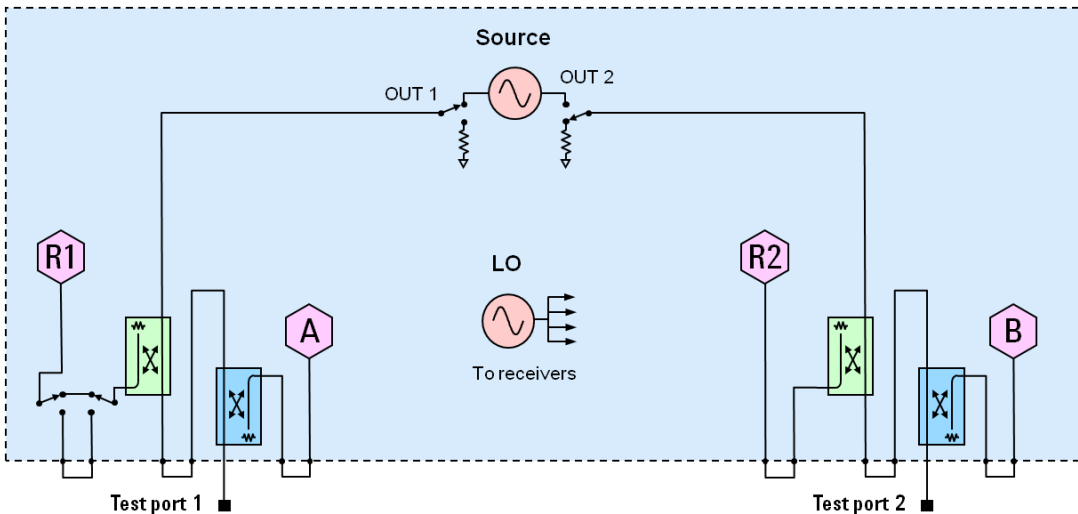 Source
OUT 1
OUT 2
R1
LO
R2
A
B
To receivers
Test port 1
Test port 2